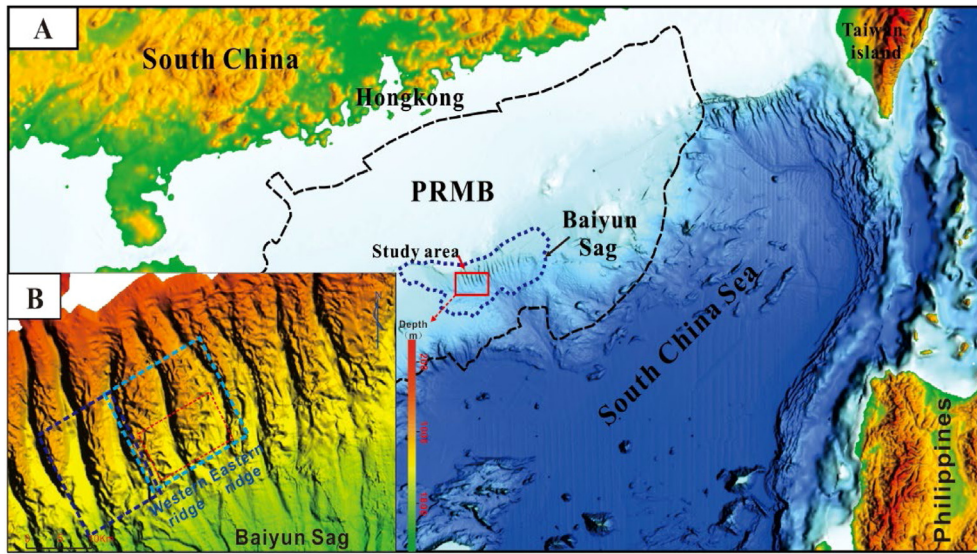 A
South China
Hongkong
Taiwan
island
PRMB
Baiyun
Sag
Study area
B
Depth
(m)
South China Sea
Philippines
Western
ridge
Eastern
ridge
Baiyun Sag